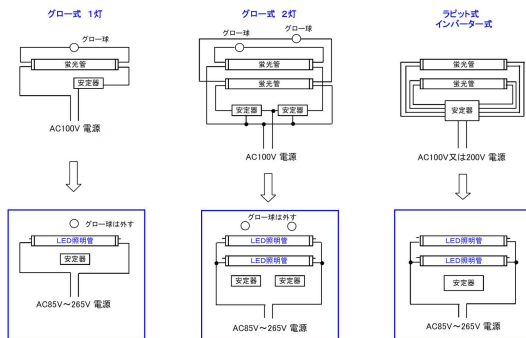 グロー式 1灯
グロー球
蛍光管
安定器
AC100V 電源
グロー球は外す
LED照明管
安定器
AC85V～265V 電源
グロー式 2灯
グロー球
グロー球
蛍光管
蛍光管
安定器
安定器
AC100V 電源
グロー球は外す
LED照明管
LED照明管
安定器
安定器
AC85V～265V 電源
ラピット式
インバーター式
蛍光管
蛍光管
安定器
AC100V又は200V 電源
LED照明管
LED照明管
安定器
AC85V～265V 電源